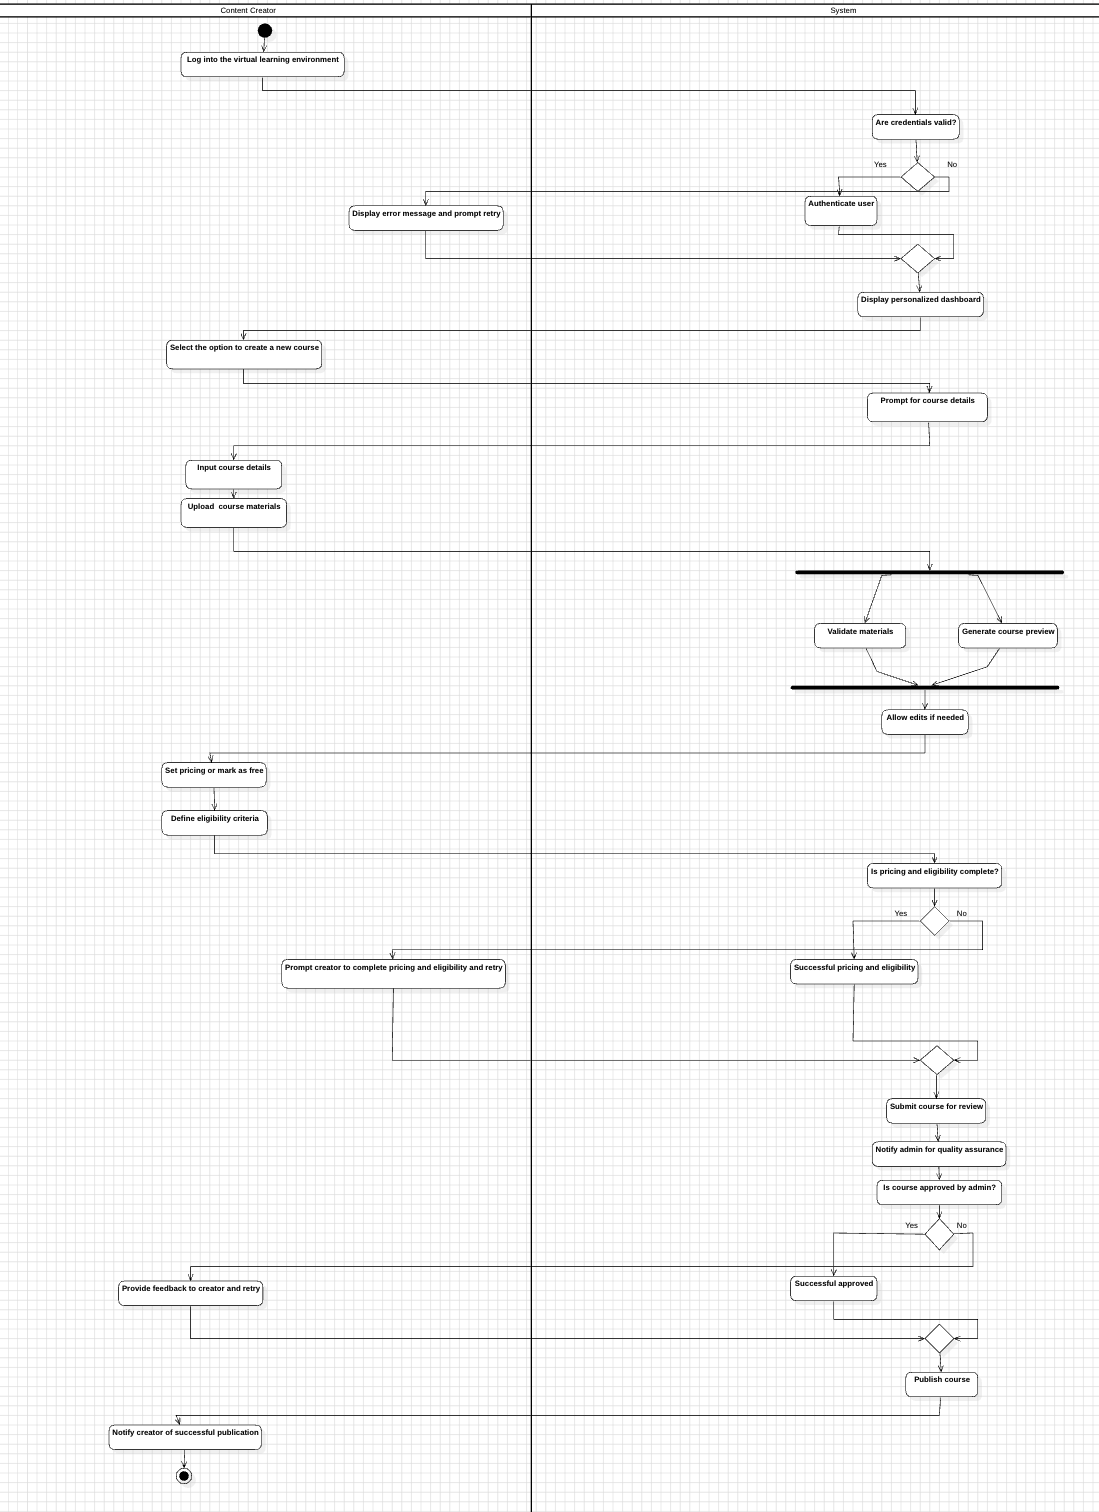 Content Creator
System
Log into the virtual learning environment
Are credentials valid?
Yes
No
Authenticate user
Display error message and prompt retry
Display personalized dashboard
Select the option to create a new course
Prompt for course details
Input course details
Upload  course materials
Validate materials
Generate course preview
Allow edits if needed
Set pricing or mark as free
Define eligibility criteria
Is pricing and eligibility complete?
Yes
No
Prompt creator to complete pricing and eligibility and retry
Successful pricing and eligibility
Submit course for review
Notify admin for quality assurance
Is course approved by admin?
Yes
No
Provide feedback to creator and retry
Successful approved
Publish course
Notify creator of successful publication